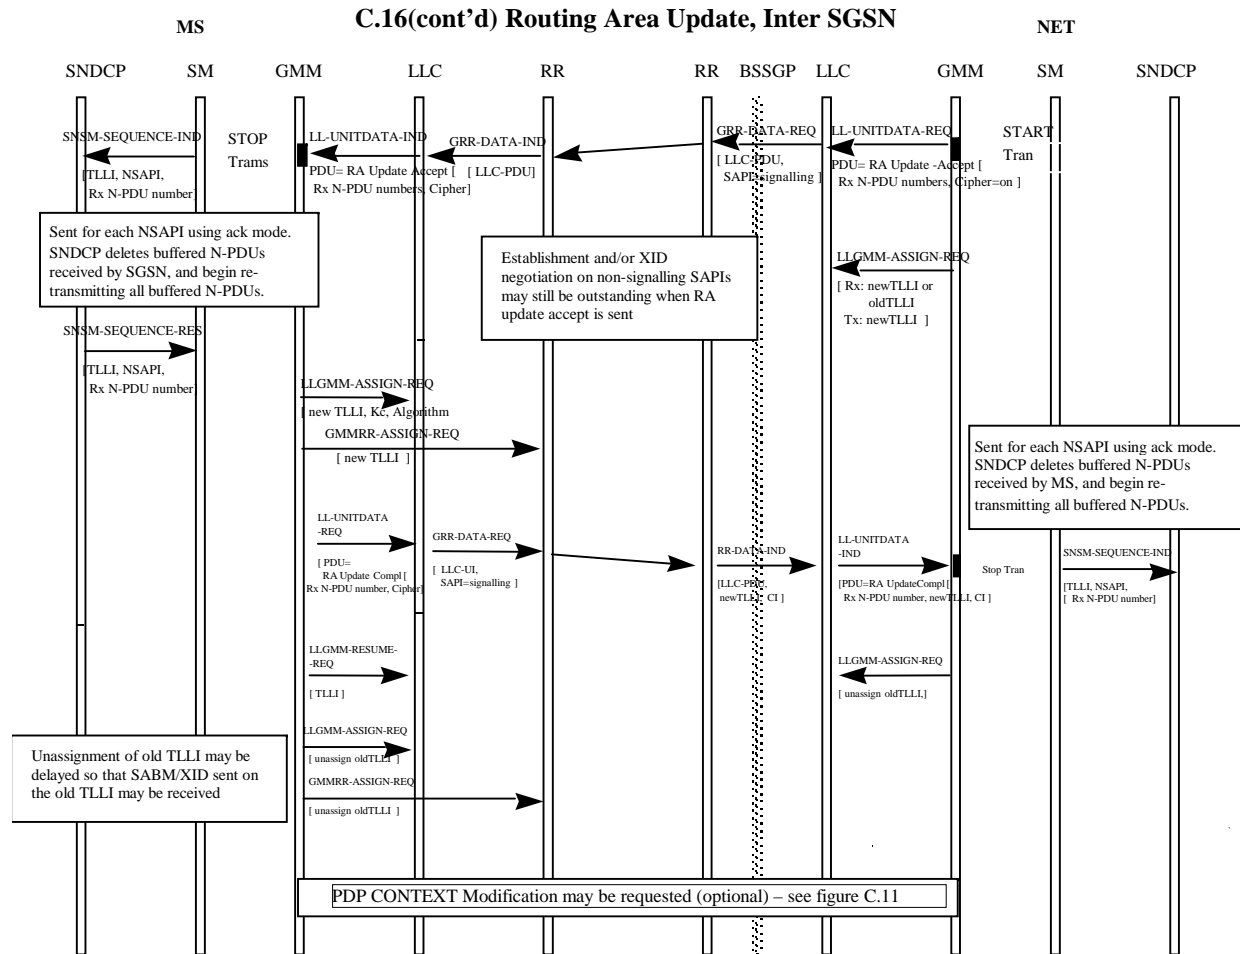 C.16(cont'd) Routing Area Update, Inter SGSN
MS
NET
SNDCP SM GMM LLC RR RR BSSGP LLC GMM SM SNDCP
SNSM-SEQUENCE-IND
[TLLI, NSAPI,
Rx N-PDU number]
STOP
Trams
LL-UNITDATA-IND
PDU= RA Update Accept [
Rx N-PDU numbers, Cipher]
GRR-DATA-IND
[ LLC-PDU]
GRR-DATA-REQ
[ LLC-PDU,
SAPI=signalling ]
LL-UNITDATA-REQ
PDU= RA Update -Accept [
Rx N-PDU numbers, Cipher=on ]
START
Tran
Sent for each NSAPI using ack mode.
SNDCP deletes buffered N-PDUs
received by SGSN, and begin re-
transmitting all buffered N-PDUs.
Establishment and/or XID
negotiation on non-signalling SAPIs
may still be outstanding when RA
update accept is sent
LLGMM-ASSIGN-REQ
[ Rx: newTLLI or
oldTLLI
Tx: newTLLI ]
SNSM-SEQUENCE-RES
[TLLI, NSAPI,
Rx N-PDU number]
LLGMM-ASSIGN-REQ
[ new TLLI, Kc, Algorithm
GMMRR-ASSIGN-REQ
[ new TLLI ]
Sent for each NSAPI using ack mode.
SNDCP deletes buffered N-PDUs
received by MS, and begin re-
transmitting all buffered N-PDUs.
LL-UNITDATA
-REQ
[ PDU=
RA Update Compl [
Rx N-PDU number, Cipher]
GRR-DATA-REQ
[ LLC-UI,
SAPI=signalling ]
RR-DATA-IND
[LLC-PDU,
newTLLI, CI ]
LL-UNITDATA
-IND
[PDU=RA UpdateCompl [
Rx N-PDU number, newTLLI, CI ]
Stop Tran
SNSM-SEQUENCE-IND
[TLLI, NSAPI,
[ Rx N-PDU number]
LLGMM-RESUME-
-REQ
[ TLLI ]
LLGMM-ASSIGN-REQ
[ unassign oldTLLI,]
Unassignment of old TLLI may be
delayed so that SABM/XID sent on
the old TLLI may be received
LLGMM-ASSIGN-REQ
[ unassign oldTLLI ]
GMMRR-ASSIGN-REQ
[ unassign oldTLLI ]
PDP CONTEXT Modification may be requested (optional) – see figure C.11